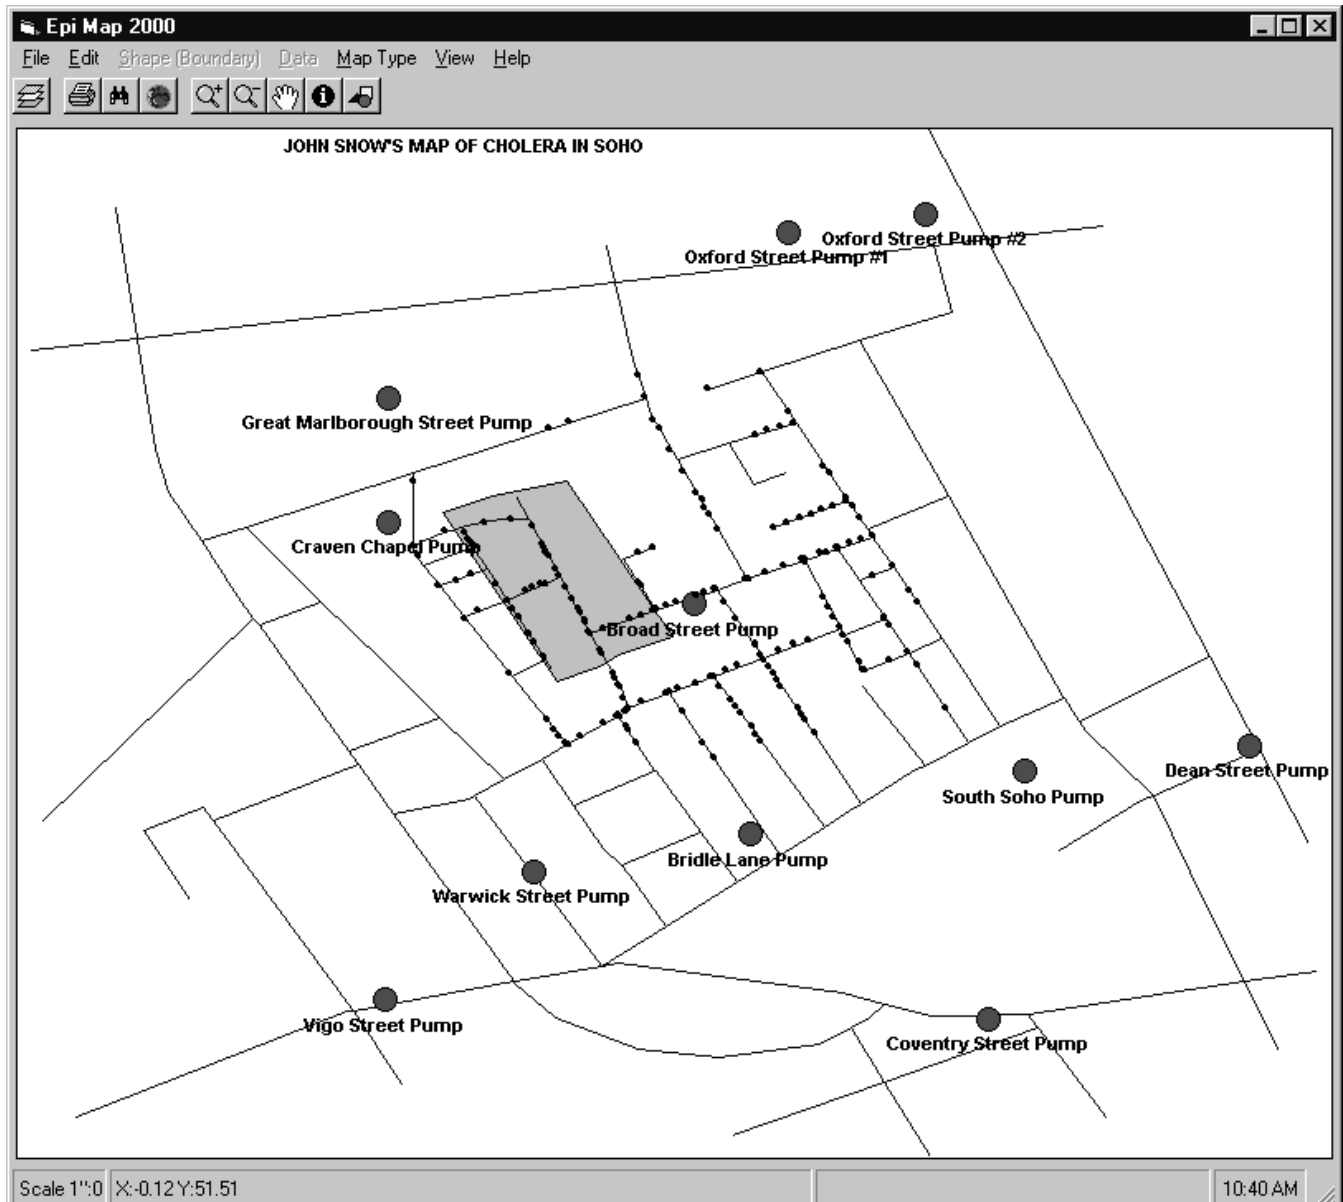 Epi Map 2000
File Edit Shape (Boundary) Data Map Type View Help
JOHN SNOW'S MAP OF CHOLERA IN SOHO
Oxford Street Pump #2
Oxford Street Pump #1
Great Marlborough Street Pump
Craven Chapel Pump
Broad Street Pump
Dean Street Pump
South Soho Pump
Bridle Lane Pump
Warwick Street Pump
Vigo Street Pump
Coventry Street Pump
Scale 1":0 X:-0.12 Y:51.51 10:40 AM